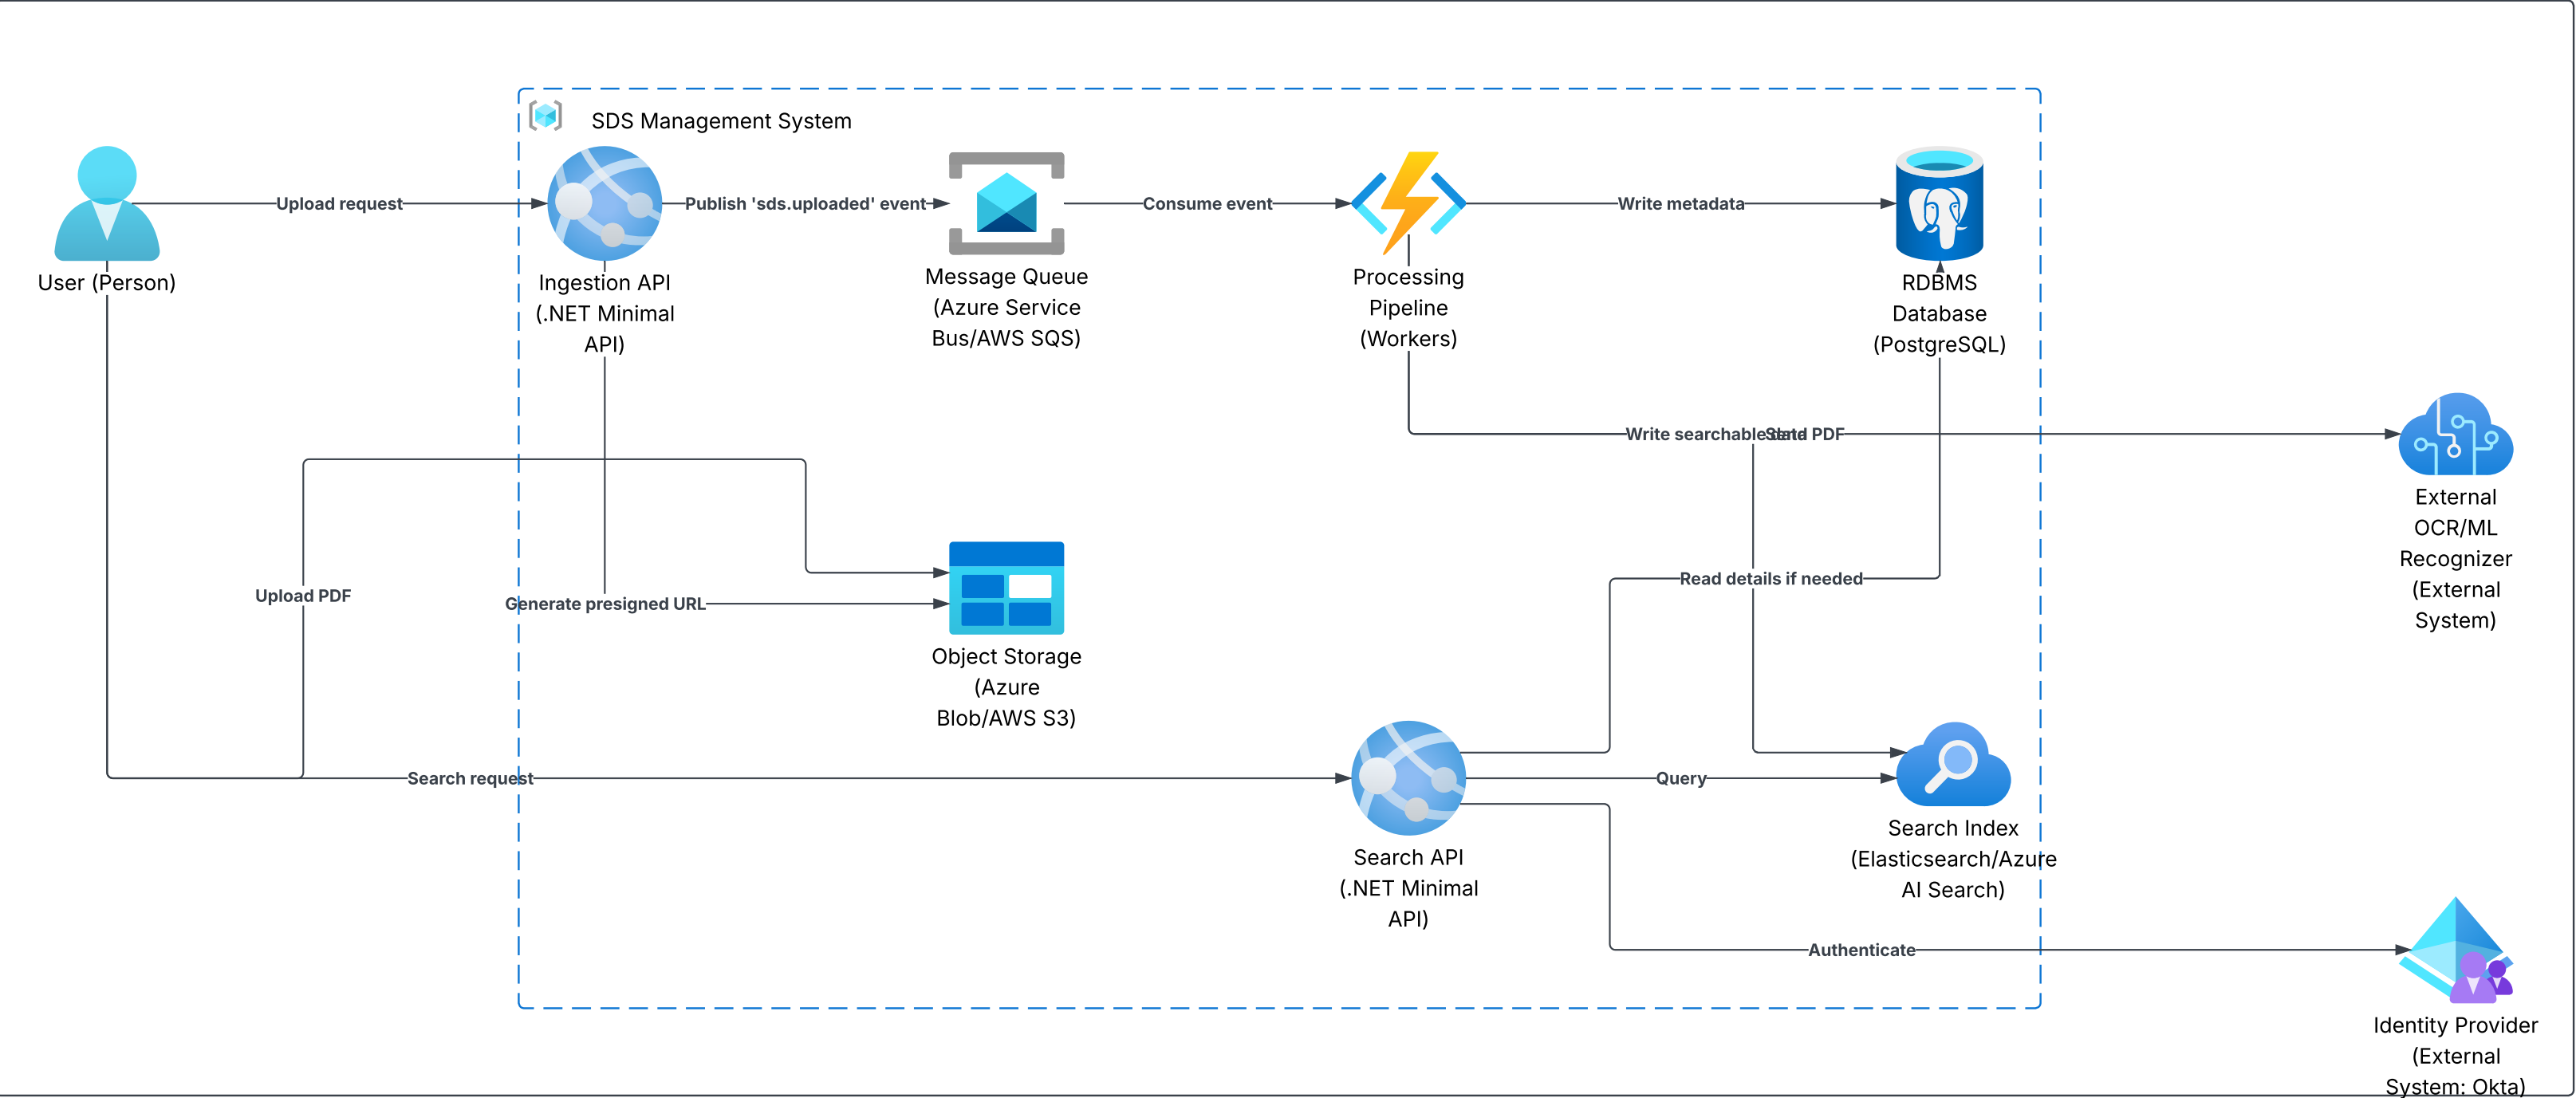 SDS Management System
Upload request
Publish 'sds.uploaded' event
Consume event
Write metadata
User (Person)
Ingestion API
(.NET Minimal
API)
Message Queue
(Azure Service
Bus/AWS SQS)
Processing
Pipeline
(Workers)
RDBMS
Database
(PostgreSQL)
Write searchable data
Send PDF
External
OCR/ML
Recognizer
(External
System)
Upload PDF
Generate presigned URL
Read details if needed
Object Storage
(Azure
Blob/AWS S3)
Search request
Query
Search API
(.NET Minimal
API)
Search Index
(Elasticsearch/Azure
AI Search)
Authenticate
Identity Provider
(External
System: Okta)